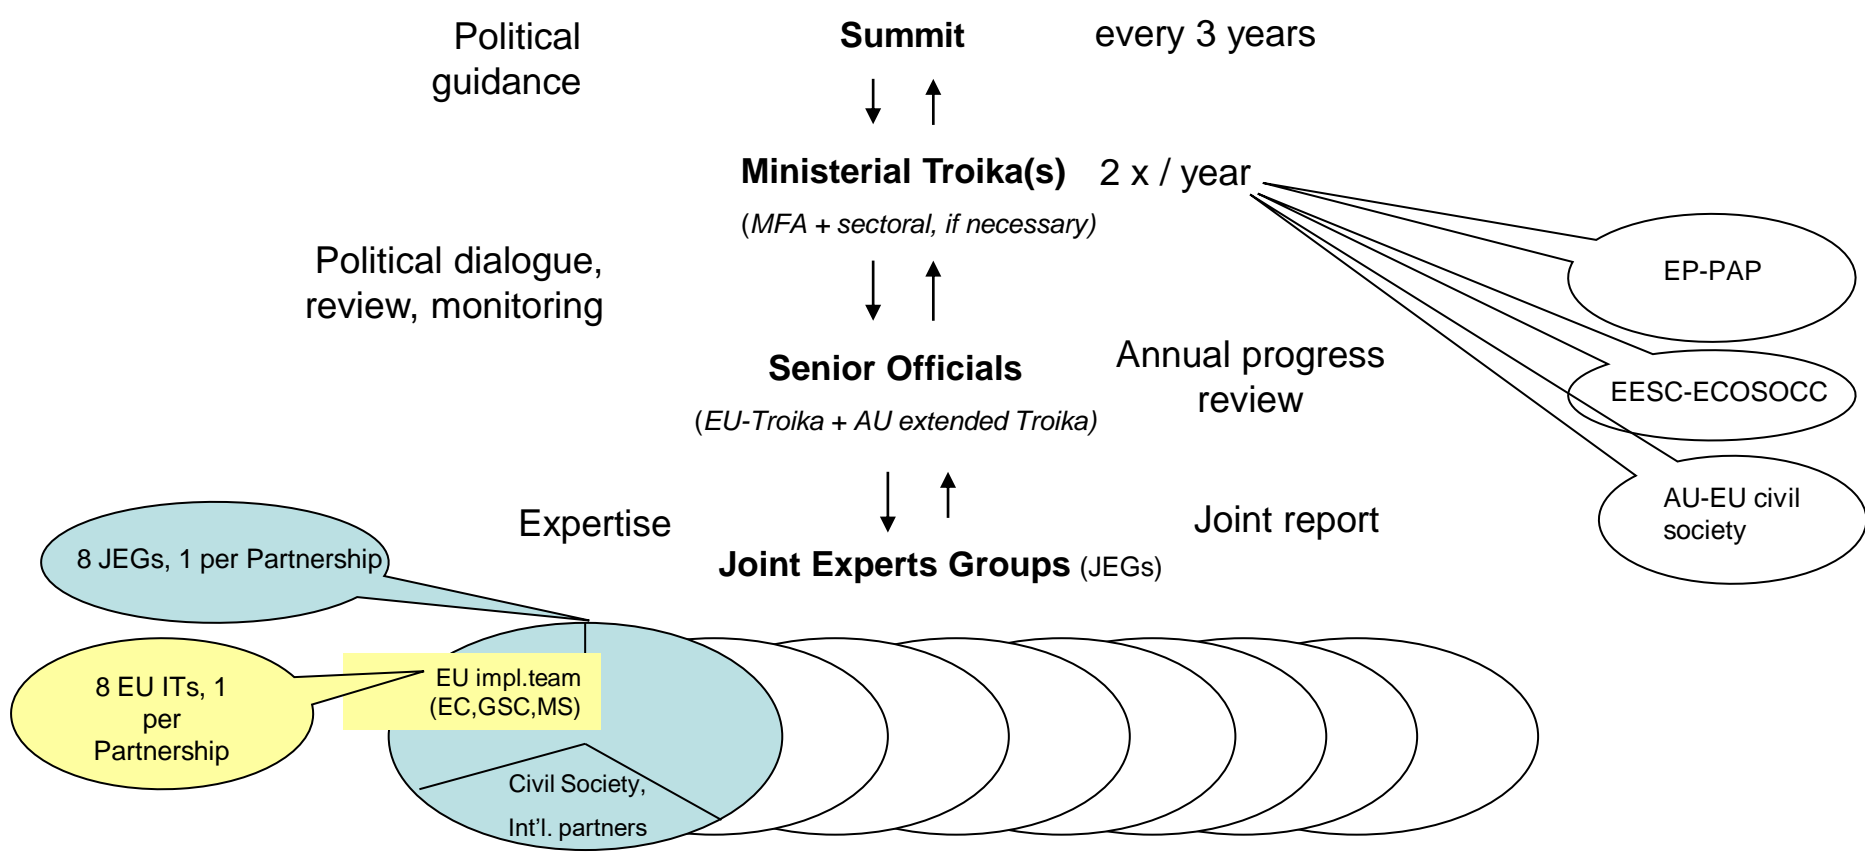 Political
guidance
Summit
every 3 years
Ministerial Troika(s)
2 x / year
(MFA + sectoral, if necessary)
Political dialogue,
review, monitoring
EP-PAP
Senior Officials
(EU-Troika + AU extended Troika)
Annual progress
review
EESC-ECOSOCC
Expertise
Joint report
AU-EU civil
society
Joint Experts Groups (JEGs)
8 JEGs, 1 per Partnership
8 EU ITs, 1
per
Partnership
EU impl.team
(EC,GSC,MS)
Civil Society,
Int’l. partners